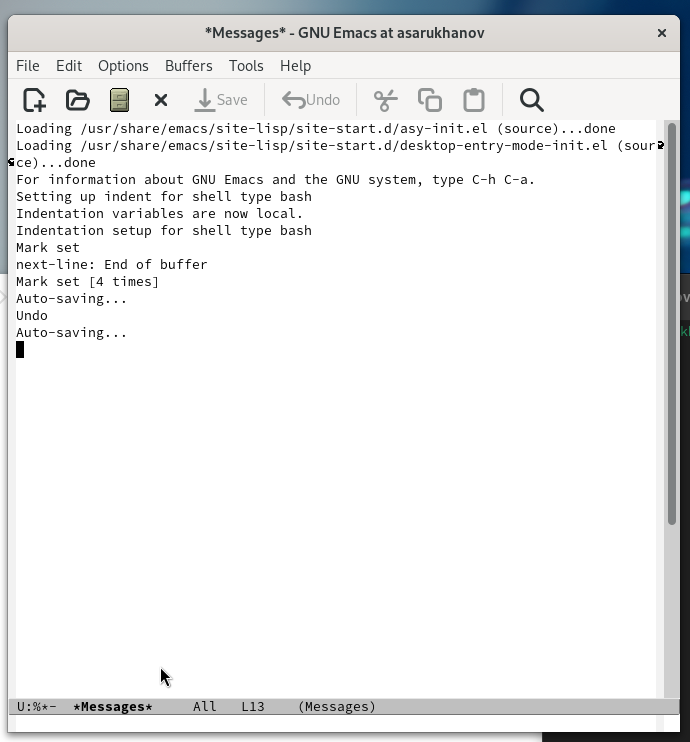 *Messages* - GNU Emacs at asarukhanov
File Edit Options Buffers Tools Help
Save Undo
Loading /usr/share/emacs/site-lisp/site-start.d/asy-init.el (source)...done
Loading /usr/share/emacs/site-lisp/site-start.d/desktop-entry-mode-init.el (sour
ce)...done
For information about GNU Emacs and the GNU system, type C-h C-a.
Setting up indent for shell type bash
Indentation variables are now local.
Indentation setup for shell type bash
Mark set
next-line: End of buffer
Mark set [4 times]
Auto-saving...
Undo
Auto-saving...
U:%*- *Messages* All L13 (Messages)